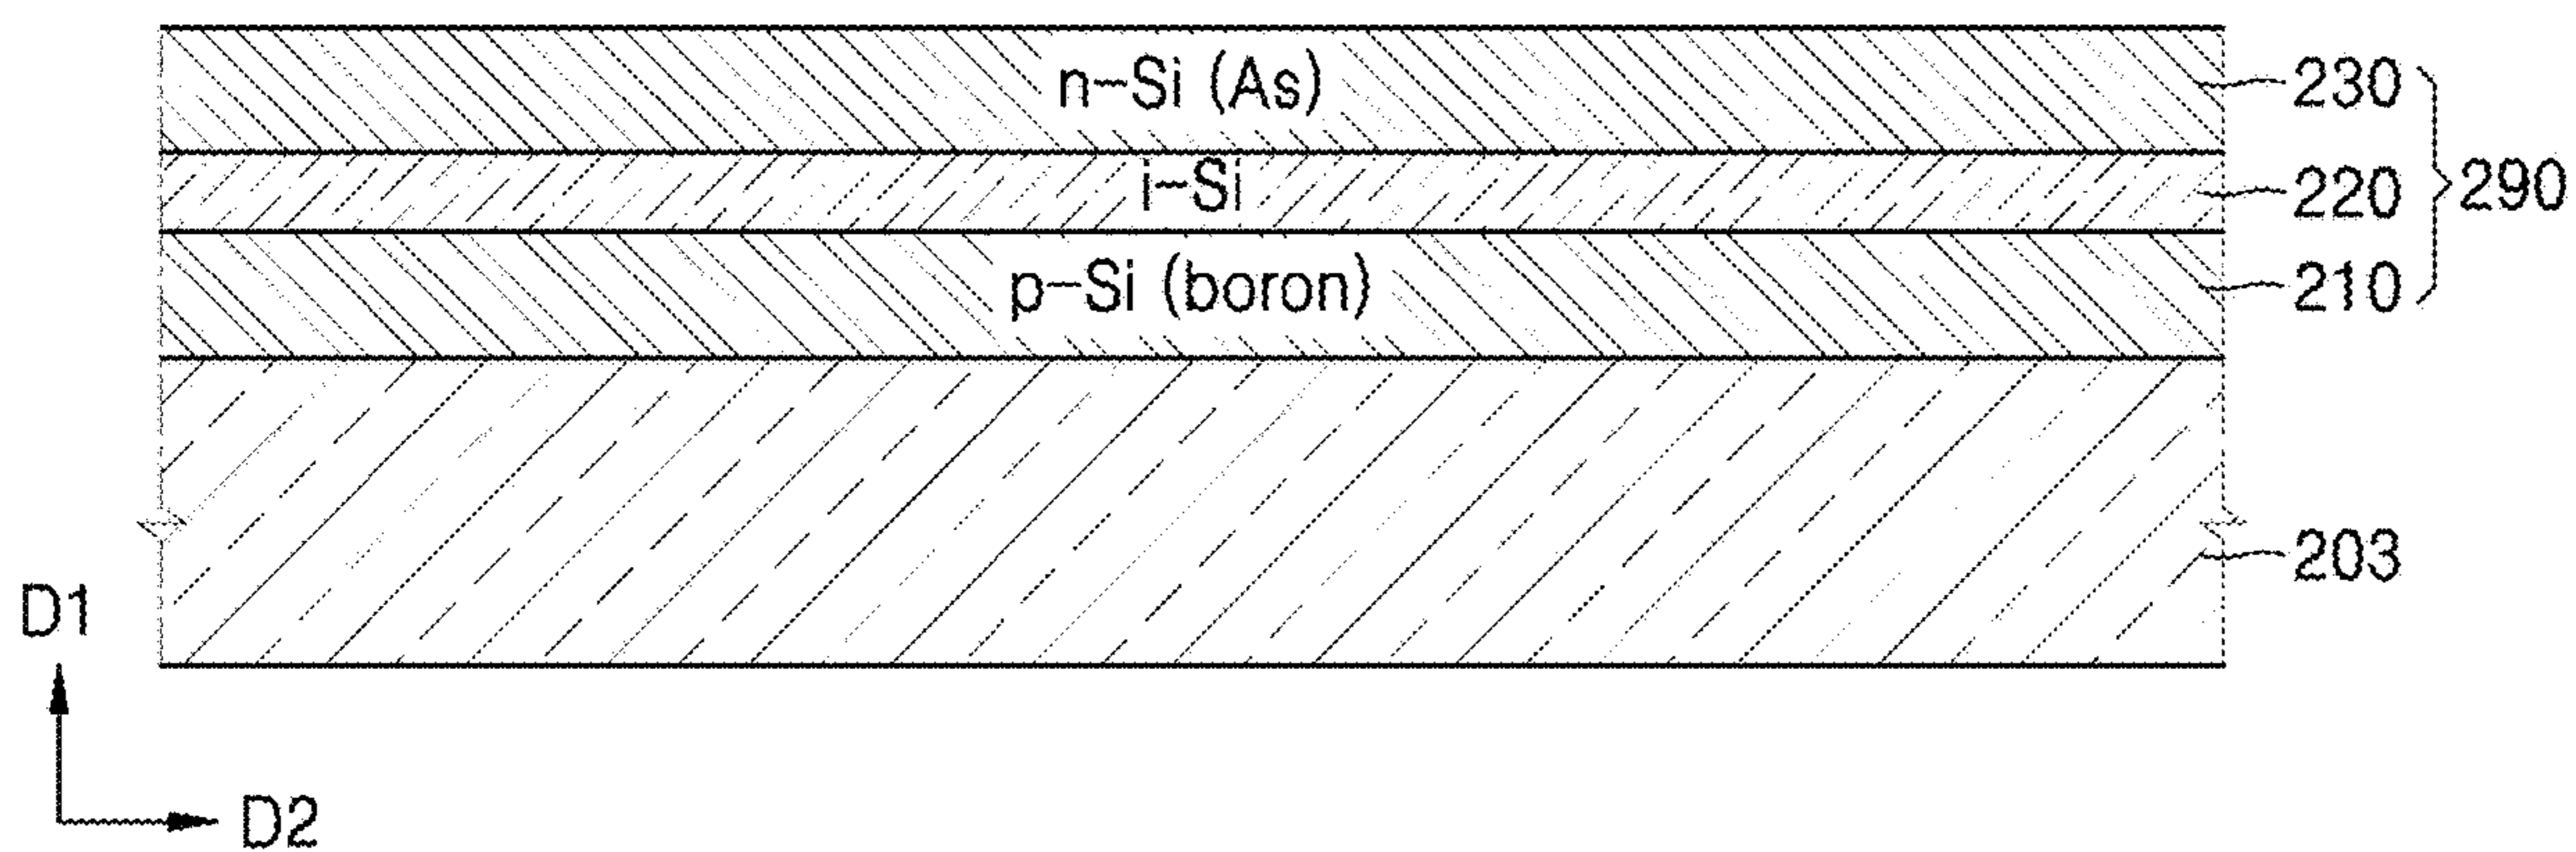 n-Si (As)
230
i-Si
220
290
p-Si (boron)
210
203
D1
D2